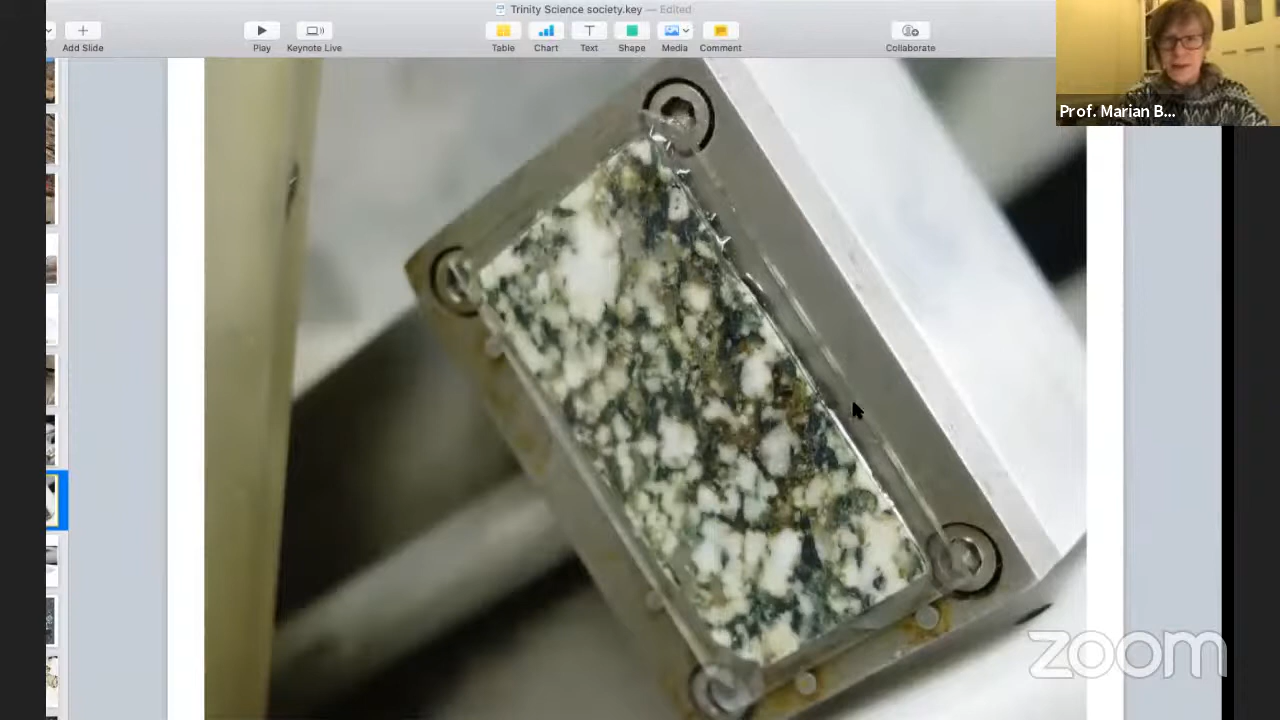 Trinity Science society.key — Edited
Add Slide
Play
Keynote Live
Table
Chart
Text
Shape
Media
Comment
Collaborate
Prof. Marian B...
zoom